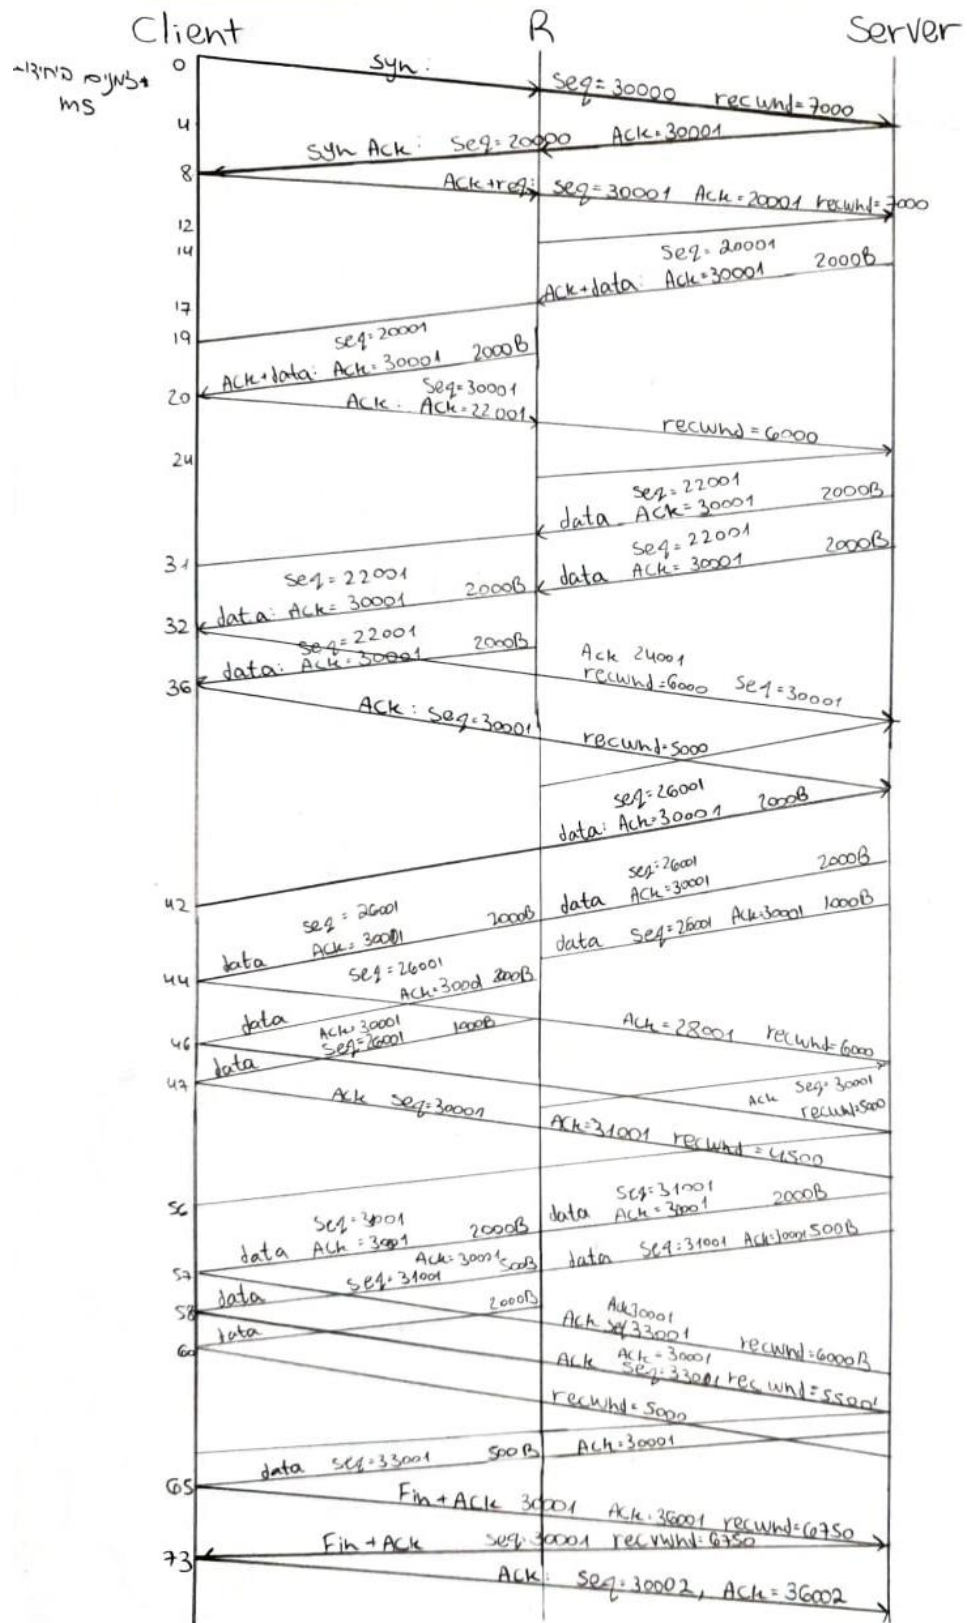 Client R Server
0
*זמנים ביחידות
ms
syn:
seq=30000 recwnd=7000
4
Syn Ack: Seq=20000 Ack=30001
8
Ack+req: seq=30001 Ack=20001 recwnd=7000
12
14
Seq=20001
Ack+data: Ack=30001 2000B
17
19
seq=20001
Ack+data: Ack=30001 2000B
20
Seq=30001
Ack: Ack=22001
recwnd=6000
24
Seq=22001
data Ack=30001 2000B
Seq=22001
data Ack=30001 2000B
31
Seq=22001
data: Ack=30001 2000B
32
Seq=22001
data: Ack=30001 2000B
Ack 24001
recwnd=6000 Seq=30001
36
Ack: Seq=30001
recwnd=5000
seq=26001
data: Ack=30001 2000B
42
seq=26001
data Ack=30001 2000B
seq=26001
data Ack=30001 2000B
data seq=26001 Ack=30001 1000B
44
seq=26001
data Ack=3000 2000B
Ack=28001 recwnd=6000
46
Ack=30001
data Seq=26001 1000B
47
Ack Seq=30001
recwnd=5000
Ack Seq=30001
Ack=31001 recwnd=4500
56
Seq=31001
data Ack=30001 2000B
Seq=3001
data Ack=3001 2000B
data Seq=31001 Ack=30001 500B
57
Ack=30001 500B
data seq=31001
58
2000B
data
60
Ack 30001
Ack seq 33001 recwnd=6000B
Ack=30001
Ack Seq=33001 recwnd=5500
recwnd=5000
Ack=30001
data seq=33001 500B
65
Fin+ACK 30001 Ack=36001 recwnd=6750
Fin+Ack seq=30001 recvwnd=6750
73
Ack: Seq=30002, Ack=36002